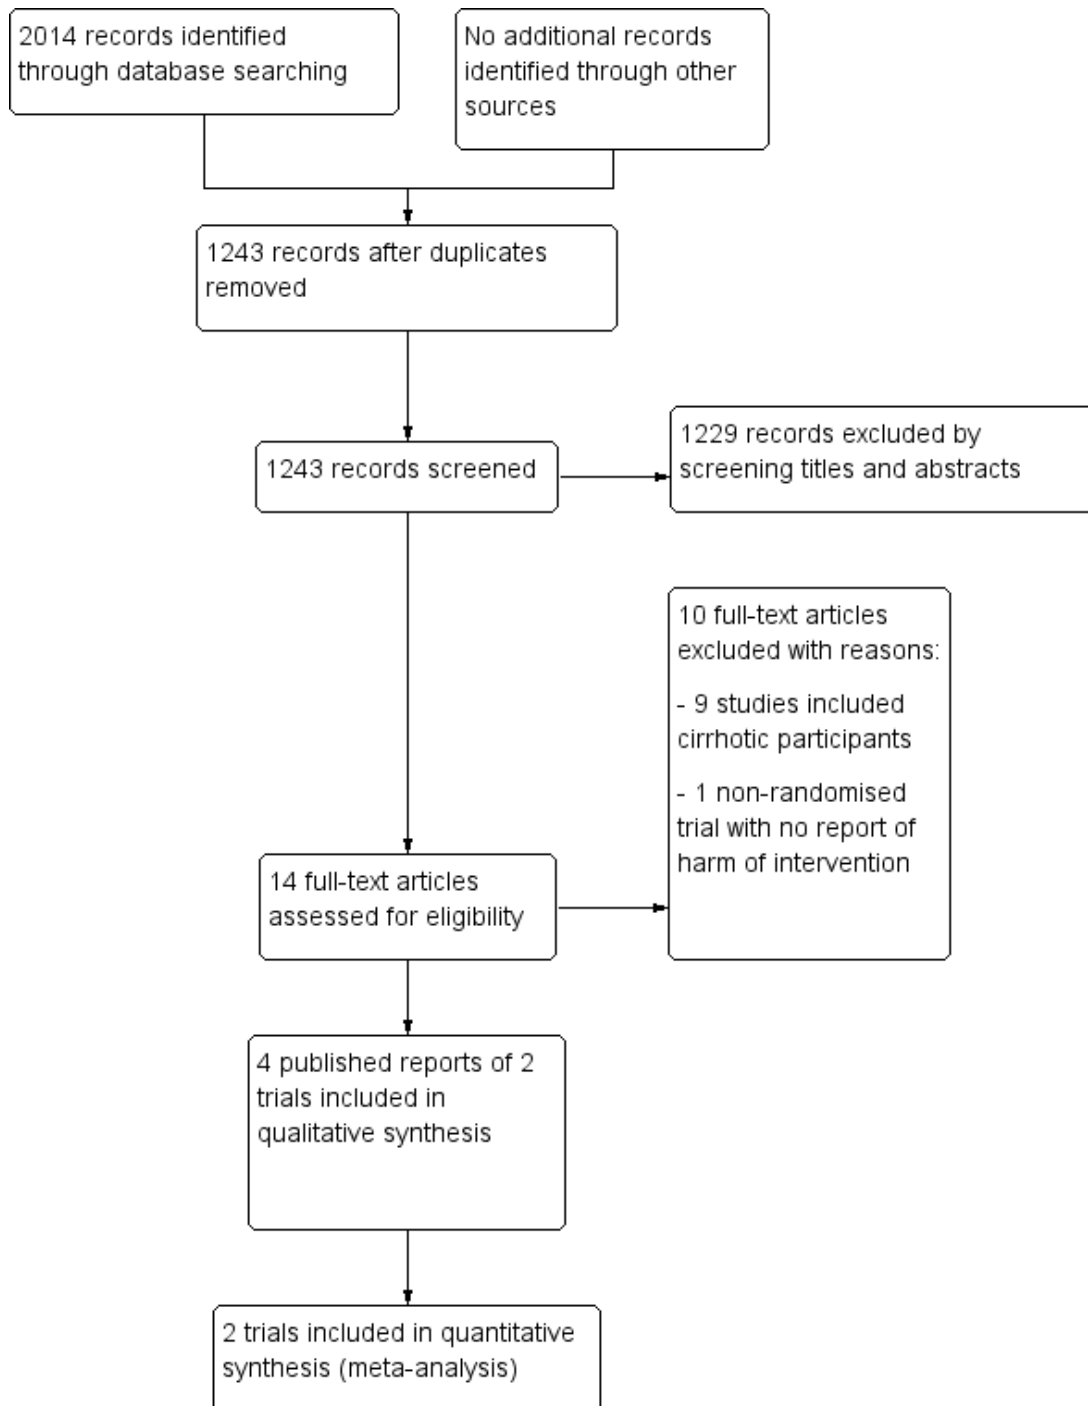 2014 records identified
through database searching
No additional records
identified through other
sources
1243 records after duplicates
removed
1243 records screened
1229 records excluded by
screening titles and abstracts
10 full-text articles
excluded with reasons:
- 9 studies included
cirrhotic participants
- 1 non-randomised
trial with no report of
harm of intervention
14 full-text articles
assessed for eligibility
4 published reports of 2
trials included in
qualitative synthesis
2 trials included in quantitative
synthesis (meta-analysis)